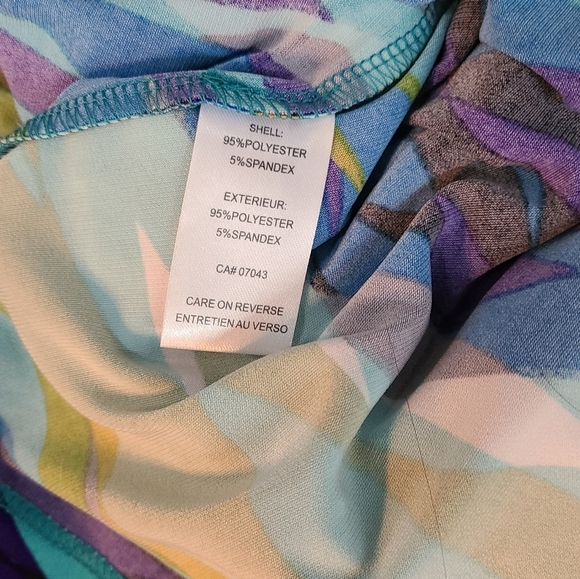 SHELL:
95%POLYESTER
5%SPANDEX
EXTERIEUR:
95%POLYESTER
5%SPANDEX
CA# 07043
CARE ON REVERSE
ENTRETIEN AU VERSO